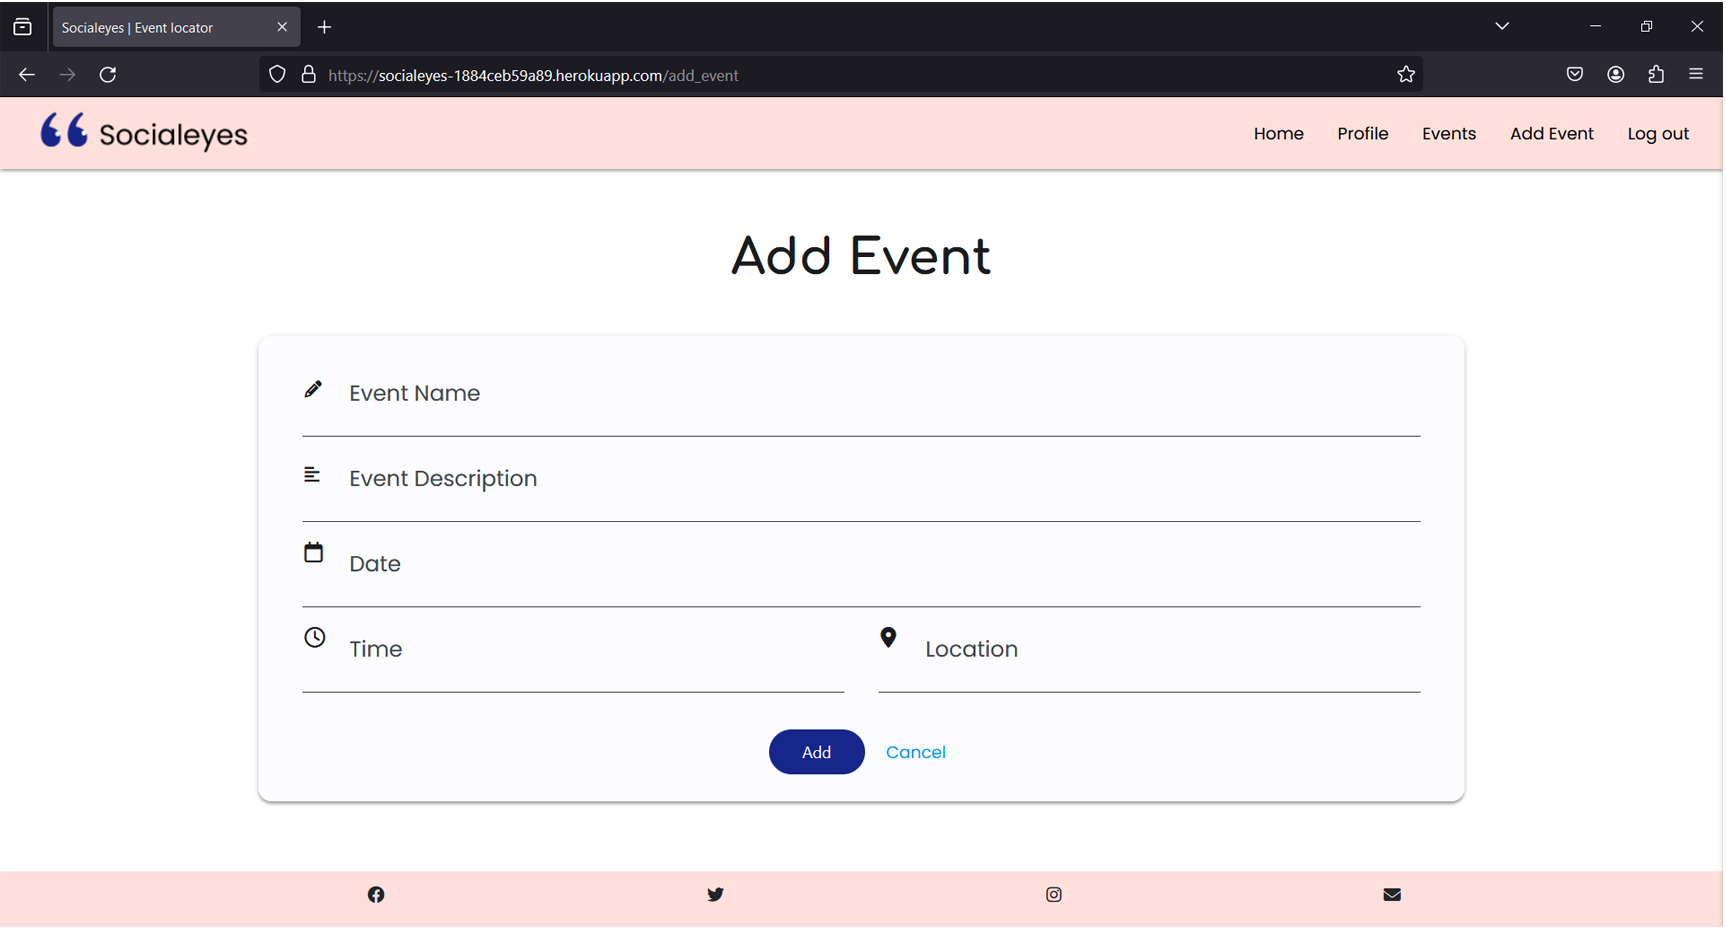 Socialeyes | Event locator
https://socialeyes-1884ceb59a89.herokuapp.com/add_event
Socialeyes
Home Profile Events Add Event Log out
Add Event
Event Name
Event Description
Date
Time Location
Add Cancel